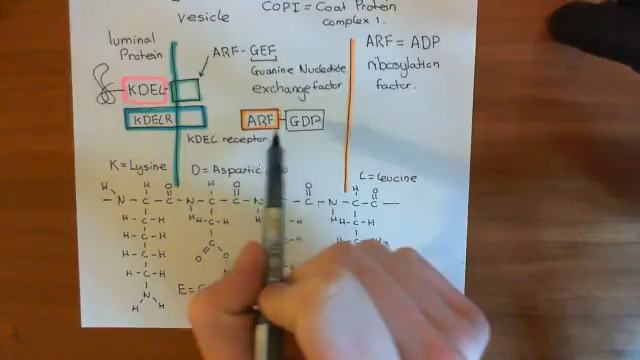 vesicle
COPI = Coat Protein
complex 1.
luminal
Protein
ARF-GEF
Guanine Nucleotide
exchange factor
ARF = ADP
ribosylation
factor.
KDEL
KDELR
ARF
GDP
KDEL receptor
K = Lysine
D = Aspartic
L = Leucine
H H O H O O H O
- N - C - C - N - C - C - N O - C - N - C - C -
H - C - H H H - C - H - H H H - C - H
H - C - H C - H
H - C - H O
H - C - H E =
N
H H